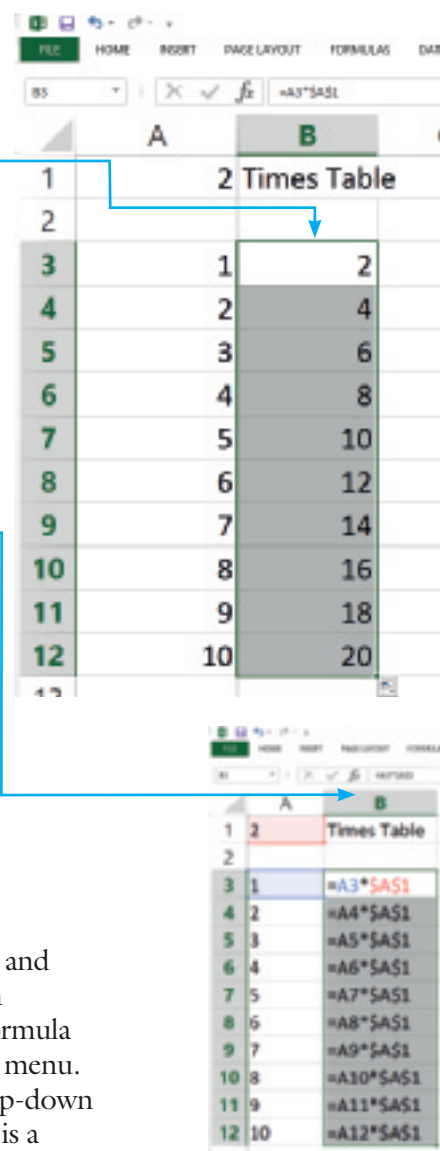 FILE HOME INSERT PAGE LAYOUT FORMULAS DAT
B3 fx =A3*$A$1
A B
1 2 Times Table
2
3 1 2
4 2 4
5 3 6
6 4 8
7 5 10
8 6 12
9 7 14
10 8 16
11 9 18
12 10 20
A B
1 2 Times Table
2
3 1 =A3*$A$1
4 2 =A4*$A$1
5 3 =A5*$A$1
6 4 =A6*$A$1
7 5 =A7*$A$1
8 6 =A8*$A$1
9 7 =A9*$A$1
10 8 =A10*$A$1
11 9 =A11*$A$1
12 10 =A12*$A$1
and
ormula
menu.
p-down
is a